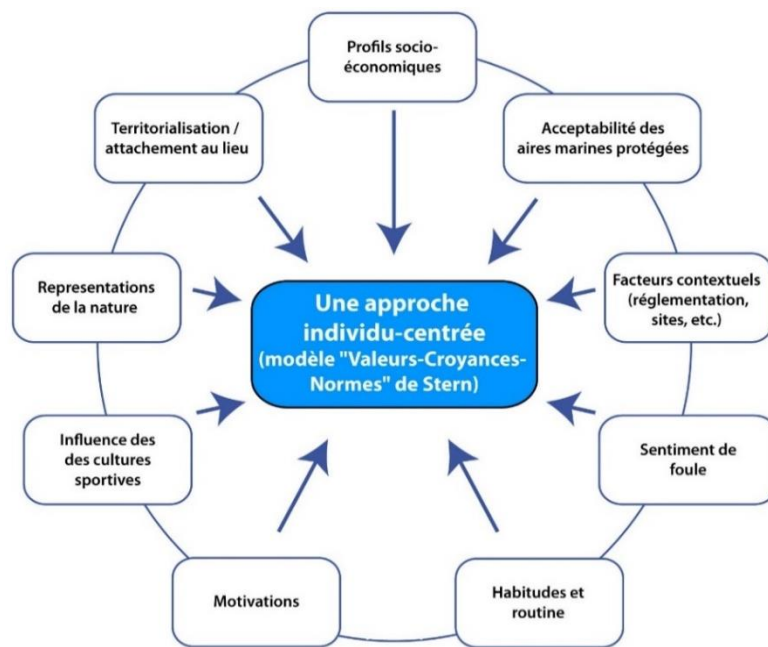 Profils socio-
économiques
Territorialisation /
attachement au lieu
Acceptabilité des
aires marines protégées
Representations
de la nature
Une approche
individu-centrée
(modèle "Valeurs-Croyances-
Normes" de Stern)
Facteurs contextuels
(réglementation,
sites, etc.)
Influence des
des cultures
sportives
Sentiment de
foule
Motivations
Habitudes et
routine